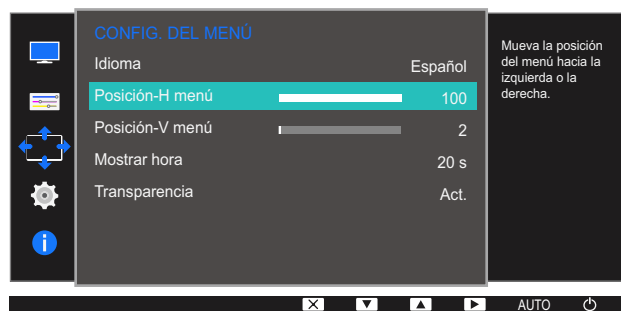 CONFIG. DEL MENÚ
Idioma Español
Posición-H menú 100
Posición-V menú 2
Mostrar hora 20 s
Transparencia Act.
Mueva la posición
del menú hacia la
izquierda o la
derecha.
AUTO